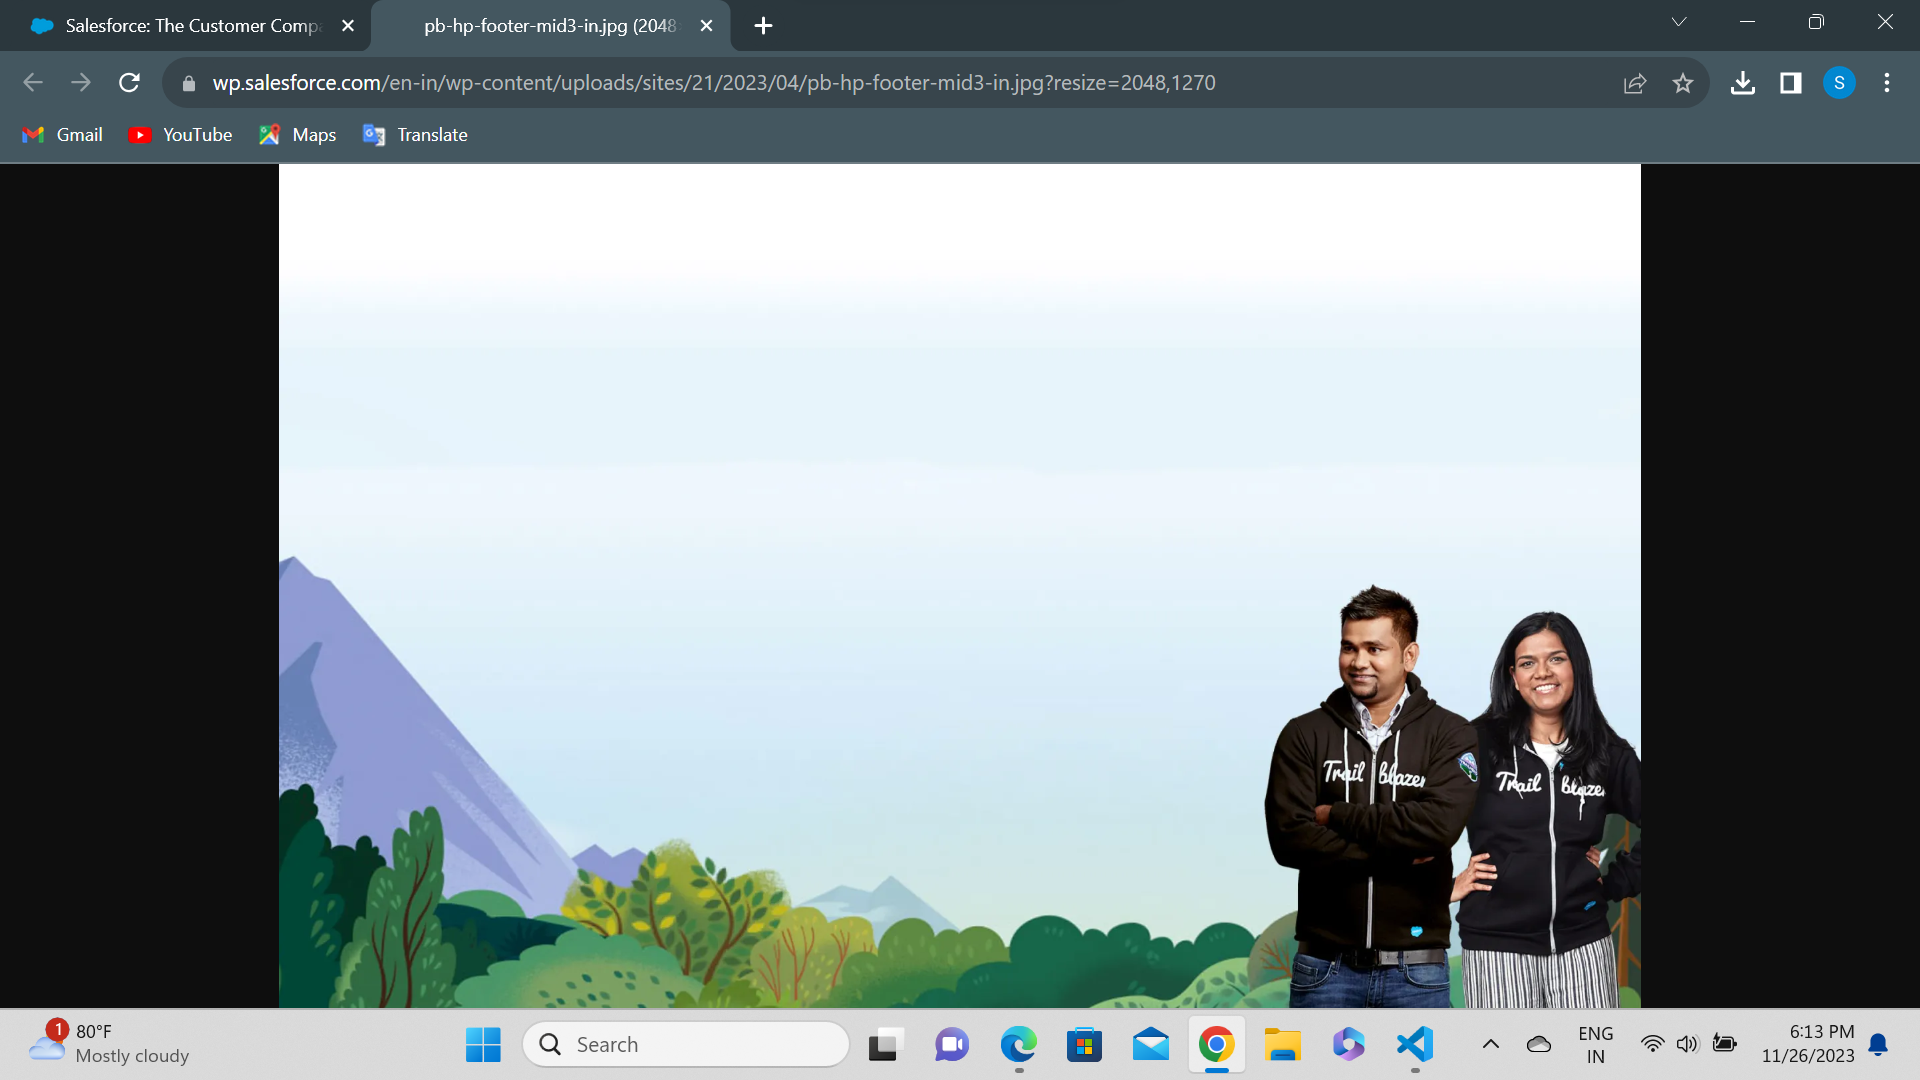 Salesforce: The Customer Comp
pb-hp-footer-mid3-in.jpg (2048
wp.salesforce.com/en-in/wp-content/uploads/sites/21/2023/04/pb-hp-footer-mid3-in.jpg?resize=2048,1270
S
Gmail
YouTube
Maps
Translate
Trail blazer
Trail blazer
1
80°F
Mostly cloudy
Search
ENG
IN
6:13 PM
11/26/2023